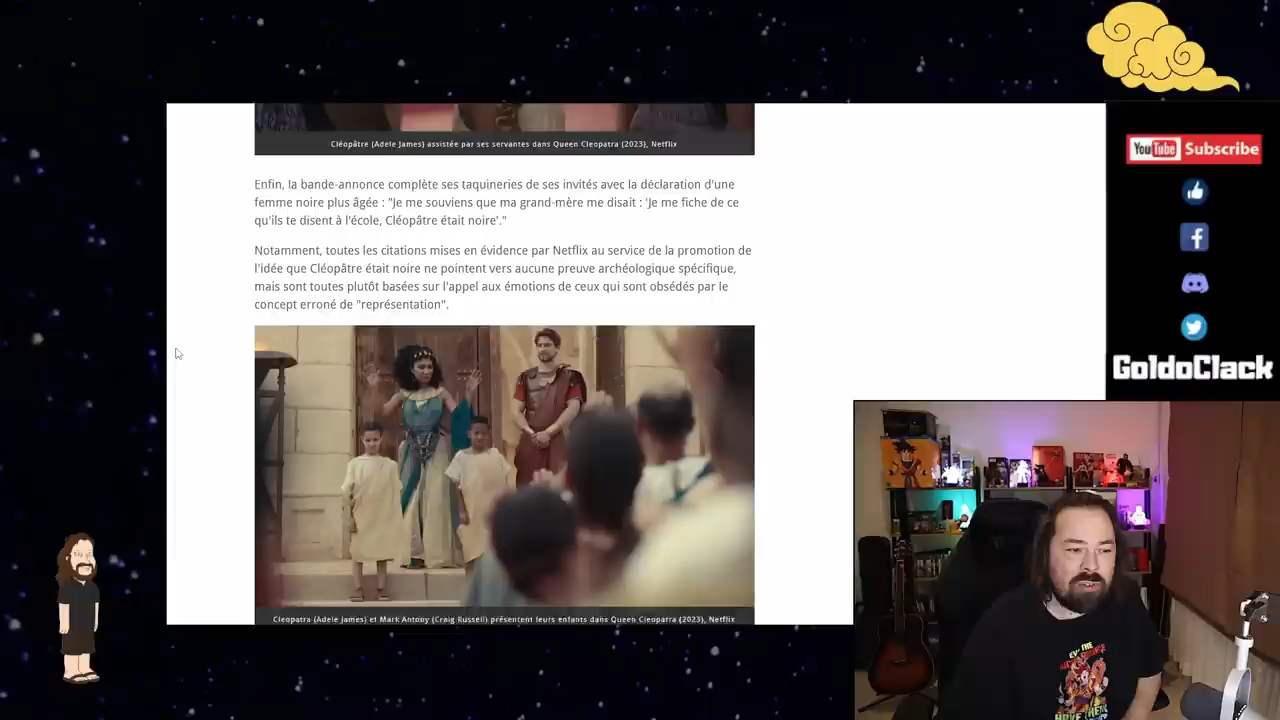 Cléopâtre (Adele James) assistée par ses servantes dans Queen Cleopatra (2023), Netflix
Enfin, la bande-annonce complète ses taquineries de ses invités avec la déclaration d'une
femme noire plus âgée : "Je me souviens que ma grand-mère me disait : 'Je me fiche de ce
qu'ils te disent à l'école, Cléopâtre était noire'."
Notamment, toutes les citations mises en évidence par Netflix au service de la promotion de
l'idée que Cléopâtre était noire ne pointent vers aucune preuve archéologique spécifique,
mais sont toutes plutôt basées sur l'appel aux émotions de ceux qui sont obsédés par le
concept erroné de "représentation".
Cleopatra (Adele James) et Mark Antony (Craig Russell) présentent leurs enfants dans Queen Cleopatra (2023), Netflix
YouTube Subscribe
GoldoClack